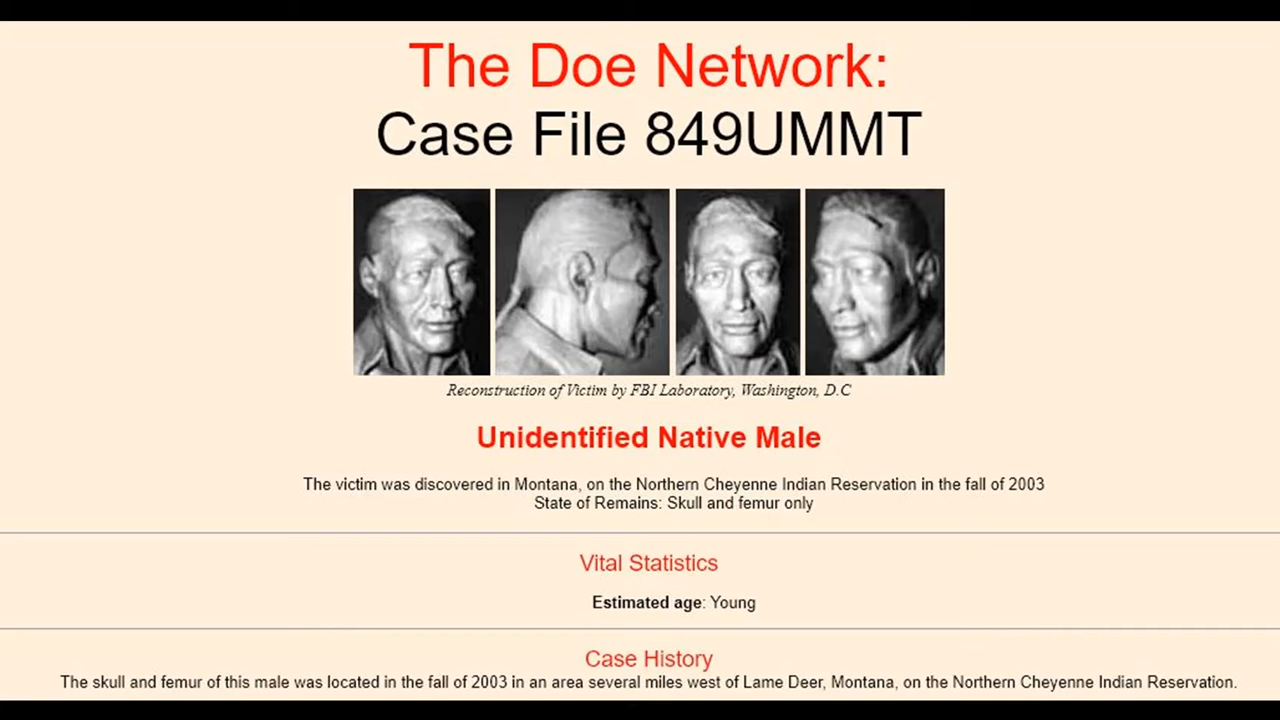 The Doe Network:
Case File 849UMMT
Reconstruction of Victim by FBI Laboratory, Washington, D.C
Unidentified Native Male
The victim was discovered in Montana, on the Northern Cheyenne Indian Reservation in the fall of 2003
State of Remains: Skull and femur only
Vital Statistics
Estimated age: Young
Case History
The skull and femur of this male was located in the fall of 2003 in an area several miles west of Lame Deer, Montana, on the Northern Cheyenne Indian Reservation.